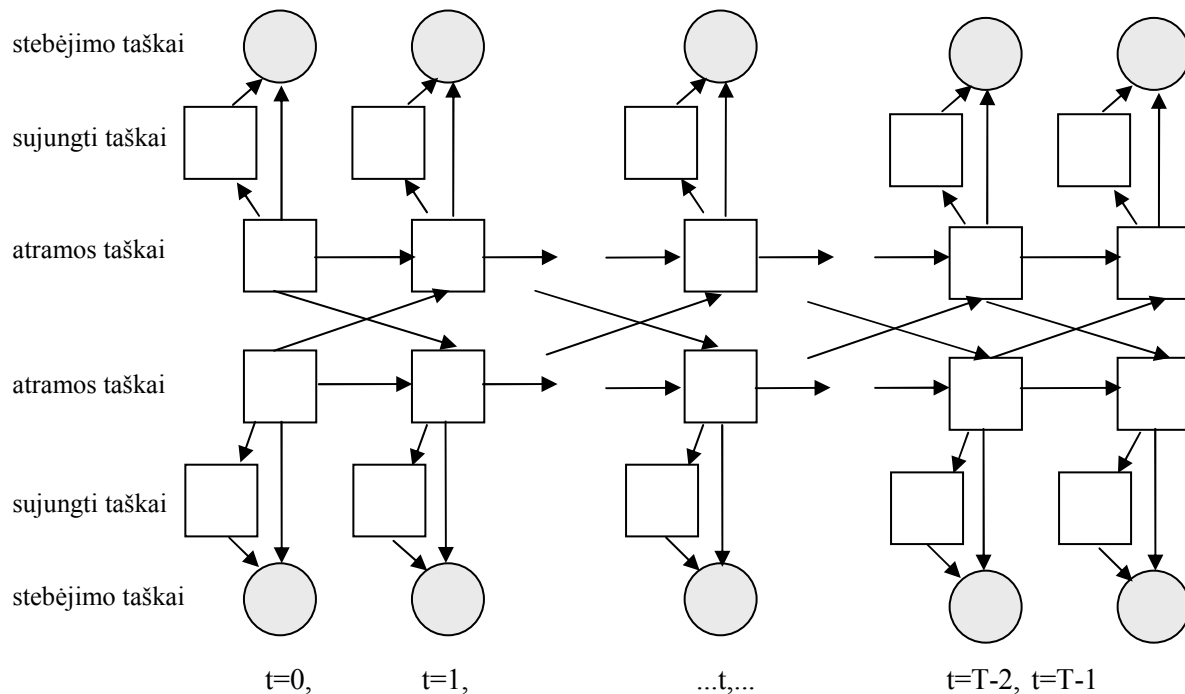 stebėjimo taškai
sujungti taškai
atramos taškai
atramos taškai
sujungti taškai
stebėjimo taškai
t=0, t=1, ...t,... t=T-2, t=T-1